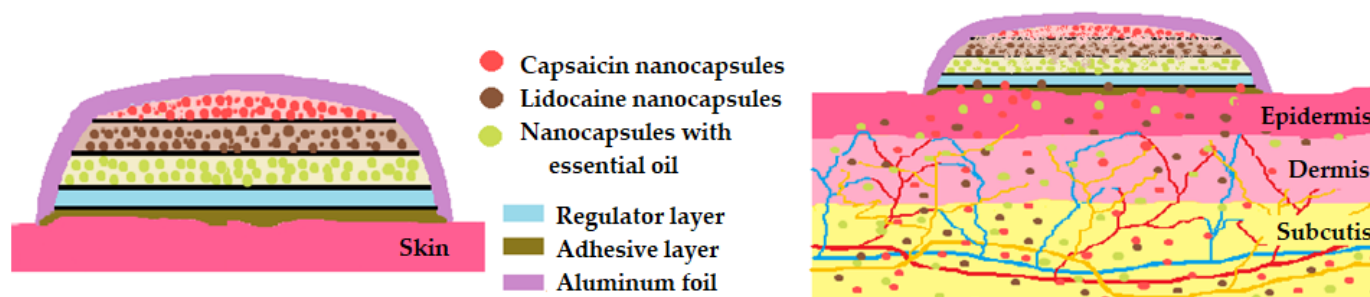 Skin
Capsaicin nanocapsules
Lidocaine nanocapsules
Nanocapsules with
essential oil
Regulator layer
Adhesive layer
Aluminum foil
Epidermis
Dermis
Subcutis